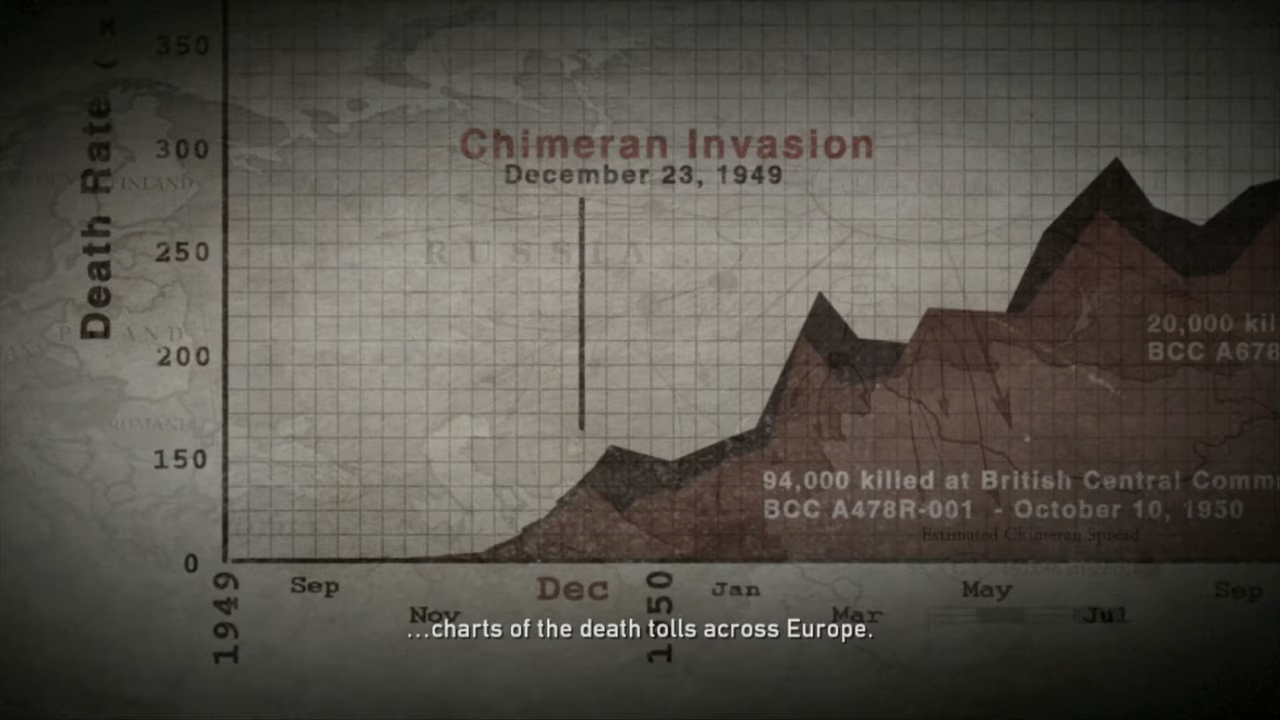 Death Rate ( x
350
300
250
200
150
0
Chimeran Invasion
December 23, 1949
FINLAND
RUSSIA
20,000 kil
BCC A678
94,000 killed at British Central Comm
BCC A478R-001 - October 10, 1950
Estimated Chimeran Spread
1949
Sep
Nov
Dec
1950
Jan
Mar
May
Jul
Sep
…charts of the death tolls across Europe.